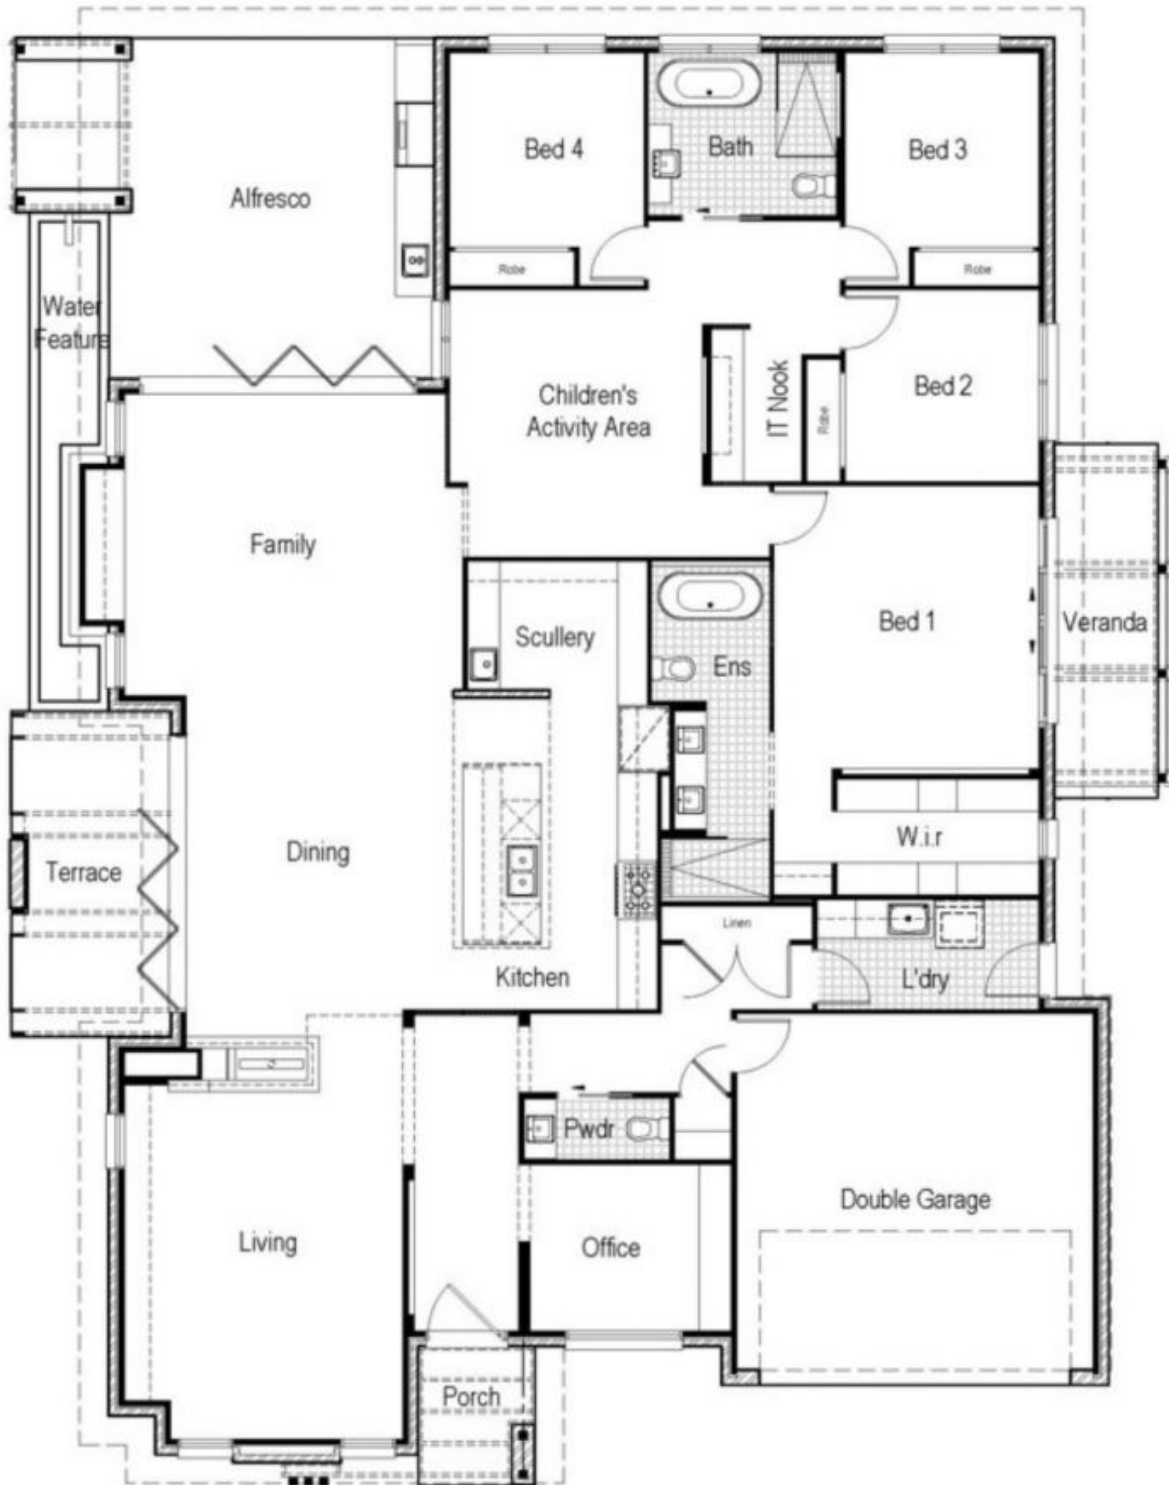 Bed 4
Bath
Bed 3
Alfresco
Robe
Robe
Water
Feature
Children's
Activity Area
IT Nook
Robe
Bed 2
Family
Scullery
Ens
Bed 1
Veranda
Dining
Terrace
W.i.r
Linen
Kitchen
L'dry
Pwdr
Living
Office
Double Garage
Porch